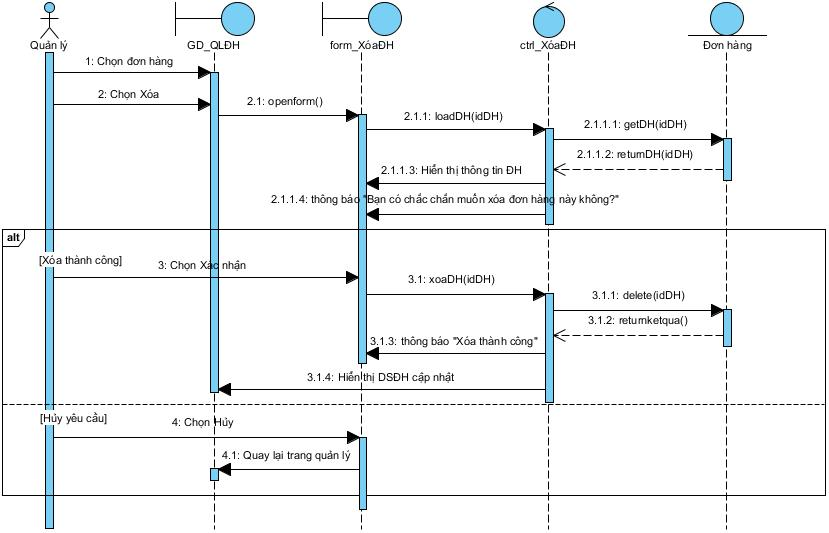 Quản lý
GD_QLĐH
form_XóaĐH
ctrl_XóaĐH
Đơn hàng
1: Chọn đơn hàng
2: Chọn Xóa
2.1: openform()
2.1.1: loadDH(idDH)
2.1.1.1: getDH(idDH)
2.1.1.2: returnDH(idDH)
2.1.1.3: Hiển thị thông tin ĐH
2.1.1.4: thông báo "Bạn có chắc chắn muốn xóa đơn hàng này không?"
alt
[Xóa thành công]
3: Chọn Xác nhận
3.1: xoaDH(idDH)
3.1.1: delete(idDH)
3.1.2: returnketqua()
3.1.3: thông báo "Xóa thành công"
3.1.4: Hiển thị DSĐH cập nhật
[Hủy yêu cầu]
4: Chọn Hủy
4.1: Quay lại trang quản lý